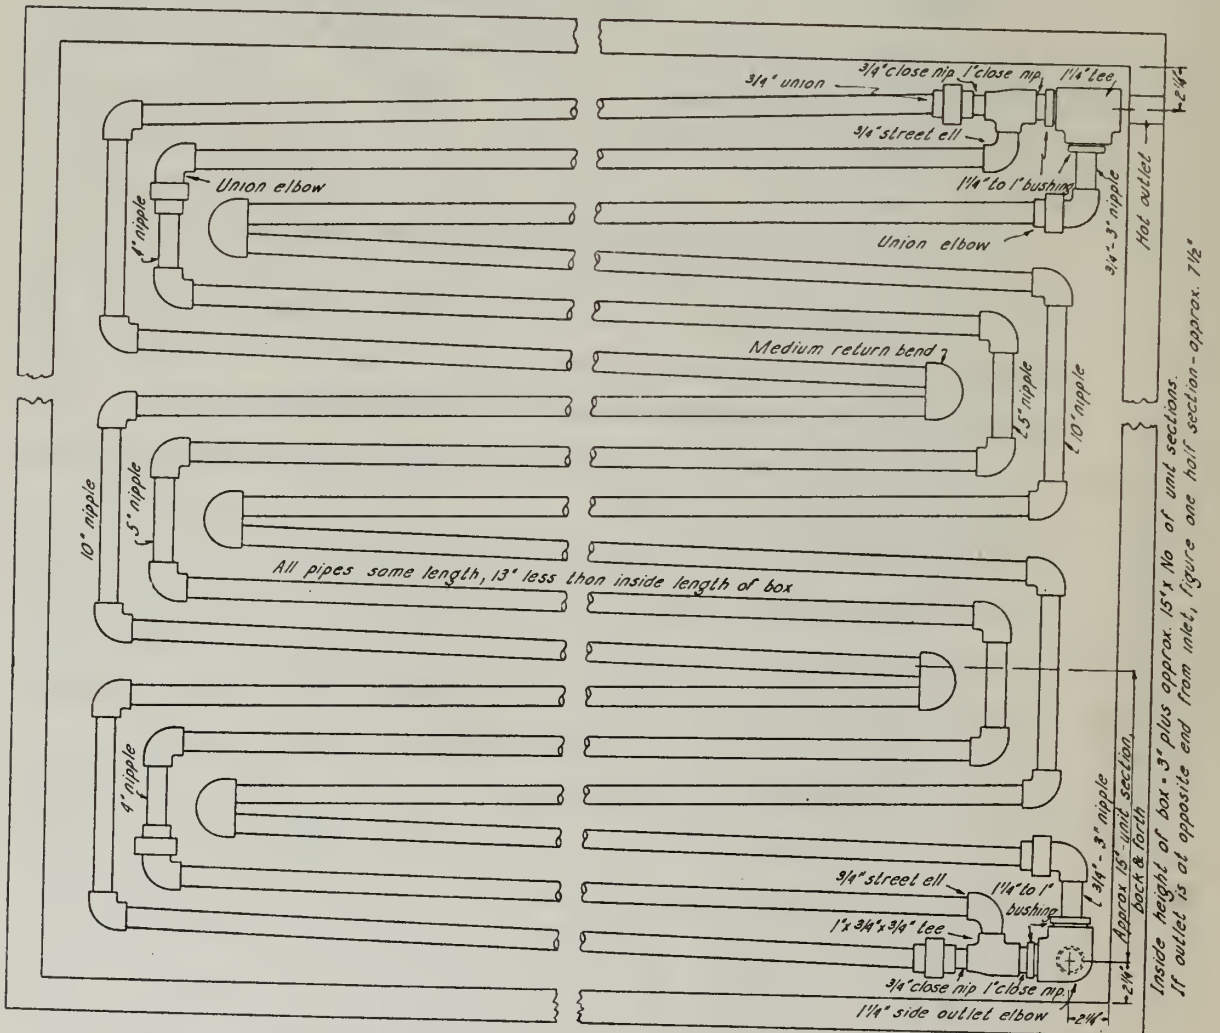 3/4" union
3/4" close nip
1" close nip
1 1/4" tee
2 1/4"
3/4" street ell
1 1/4" to 1" bushing
Union elbow
4" nipple
Union elbow
3/4" - 3" nipple
Hot outlet
Medium return bend
5" nipple
10" nipple
10" nipple
5" nipple
All pipes same length, 13" less than inside length of box
4" nipple
3/4" street ell
1 1/4" to 1"
bushing
3/4" - 3" nipple
1" x 3/4" x 3/4" tee
3/4" close nip
1" close nip.
1 1/4" side outlet elbow
2 1/4"
2 1/4"
Approx 15"-unit section,
back & forth
Inside height of box = 3" plus approx. 15" x No of unit sections.
If outlet is at opposite end from inlet, figure one half section-approx. 7 1/2"